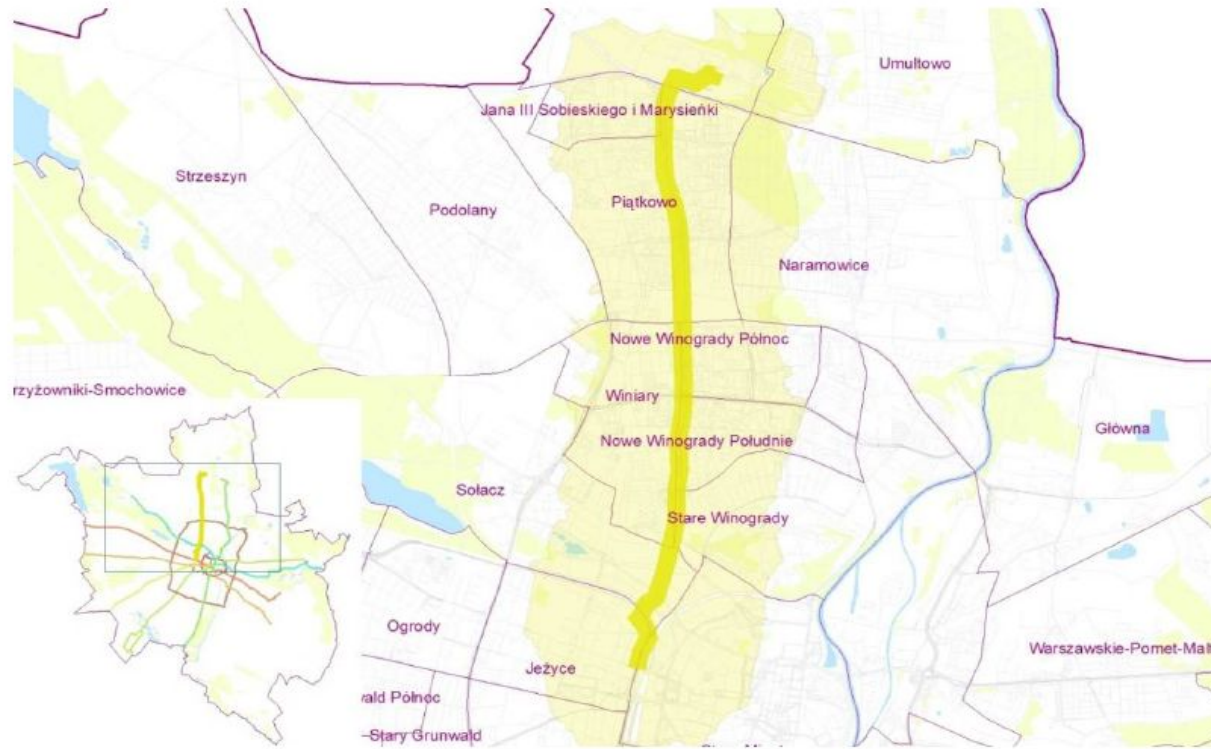 Umultowo
Jana III Sobieskiego i Marysieńki
Strzeszyn
Piątkowo
Podolany
Naramowice
Nowe Winogrady Północ
rzyżowniki-Smochowice
Winiary
Główna
Nowe Winogrady Południe
Sołacz
Stare Winogrady
Ogrody
Warszawskie-Pomet-Malt
Jeżyce
wald Północ
Stary Grunwald